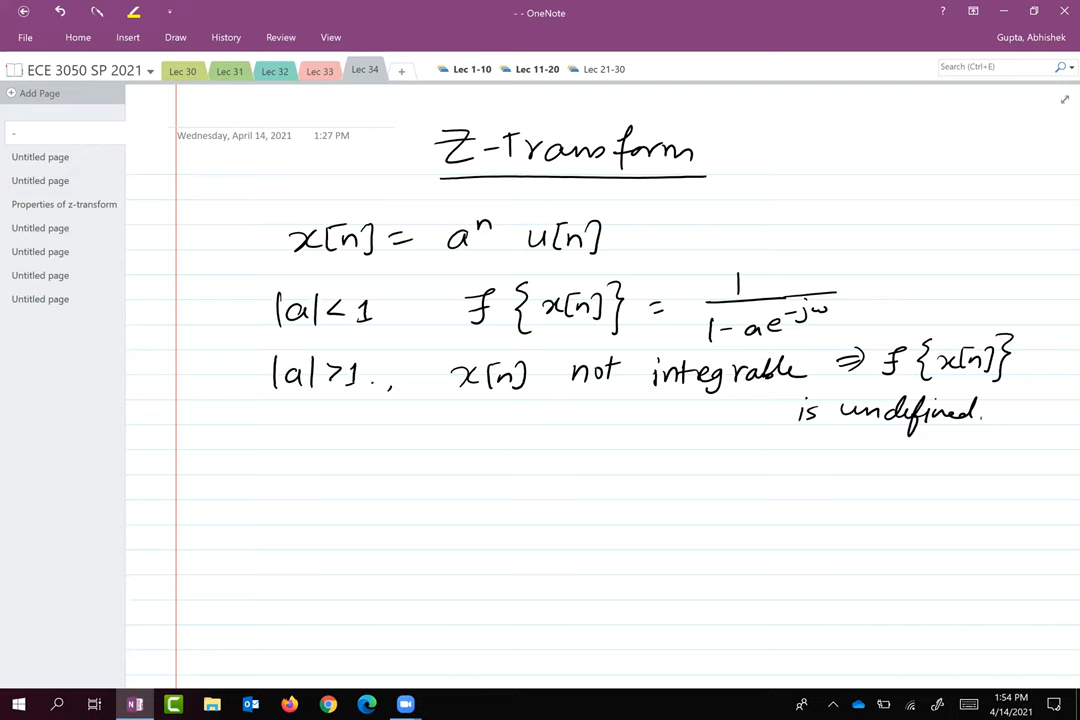 - - OneNote
File Home Insert Draw History Review View
Gupta, Abhishek
ECE 3050 SP 2021
Lec 30 Lec 31 Lec 32 Lec 33 Lec 34
Lec 1-10 Lec 11-20 Lec 21-30
Search (Ctrl+E)
Add Page
-
Untitled page
Untitled page
Properties of z-transform
Untitled page
Untitled page
Untitled page
Untitled page
Wednesday, April 14, 2021 1:27 PM
Z-Transform
x[n] = aⁿ u[n]
|a| < 1 F{x[n]} = 1/(1 - ae^{-jω})
|a| > 1., x[n] not integrable ⇒ F{x[n]}
is undefined.
1:54 PM
4/14/2021